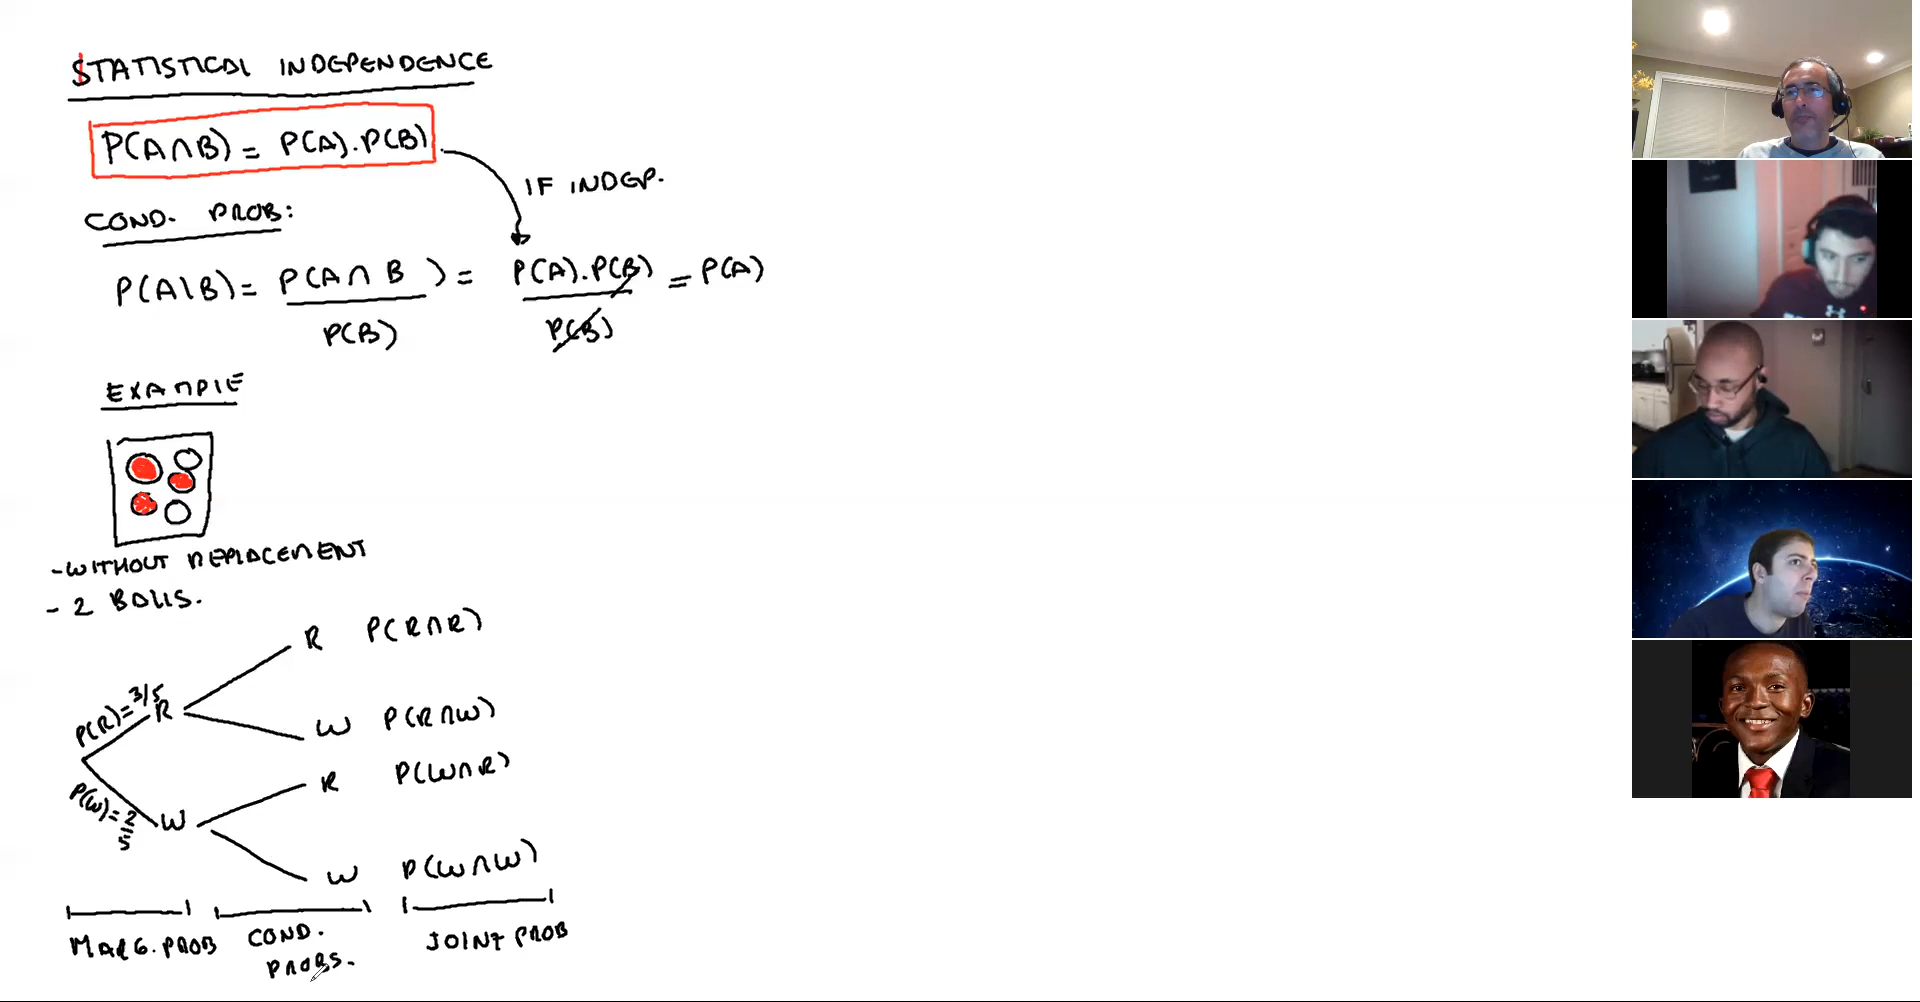 STATISTICAL INDEPENDENCE
P(A∩B) = P(A).P(B)
IF INDEP.
COND. PROB:
P(A\B) = P(A∩B) / P(B) = P(A).P(B) / P(B) = P(A)
EXAMPLE
- WITHOUT REPLACEMENT
- 2 BALLS.
R P(R∩R)
P(R) = 3/5 R
W P(R∩W)
R P(W∩R)
P(W) = 2/5 W
W P(W∩W)
MARG. PROB
COND.
PROBS.
JOINT PROB